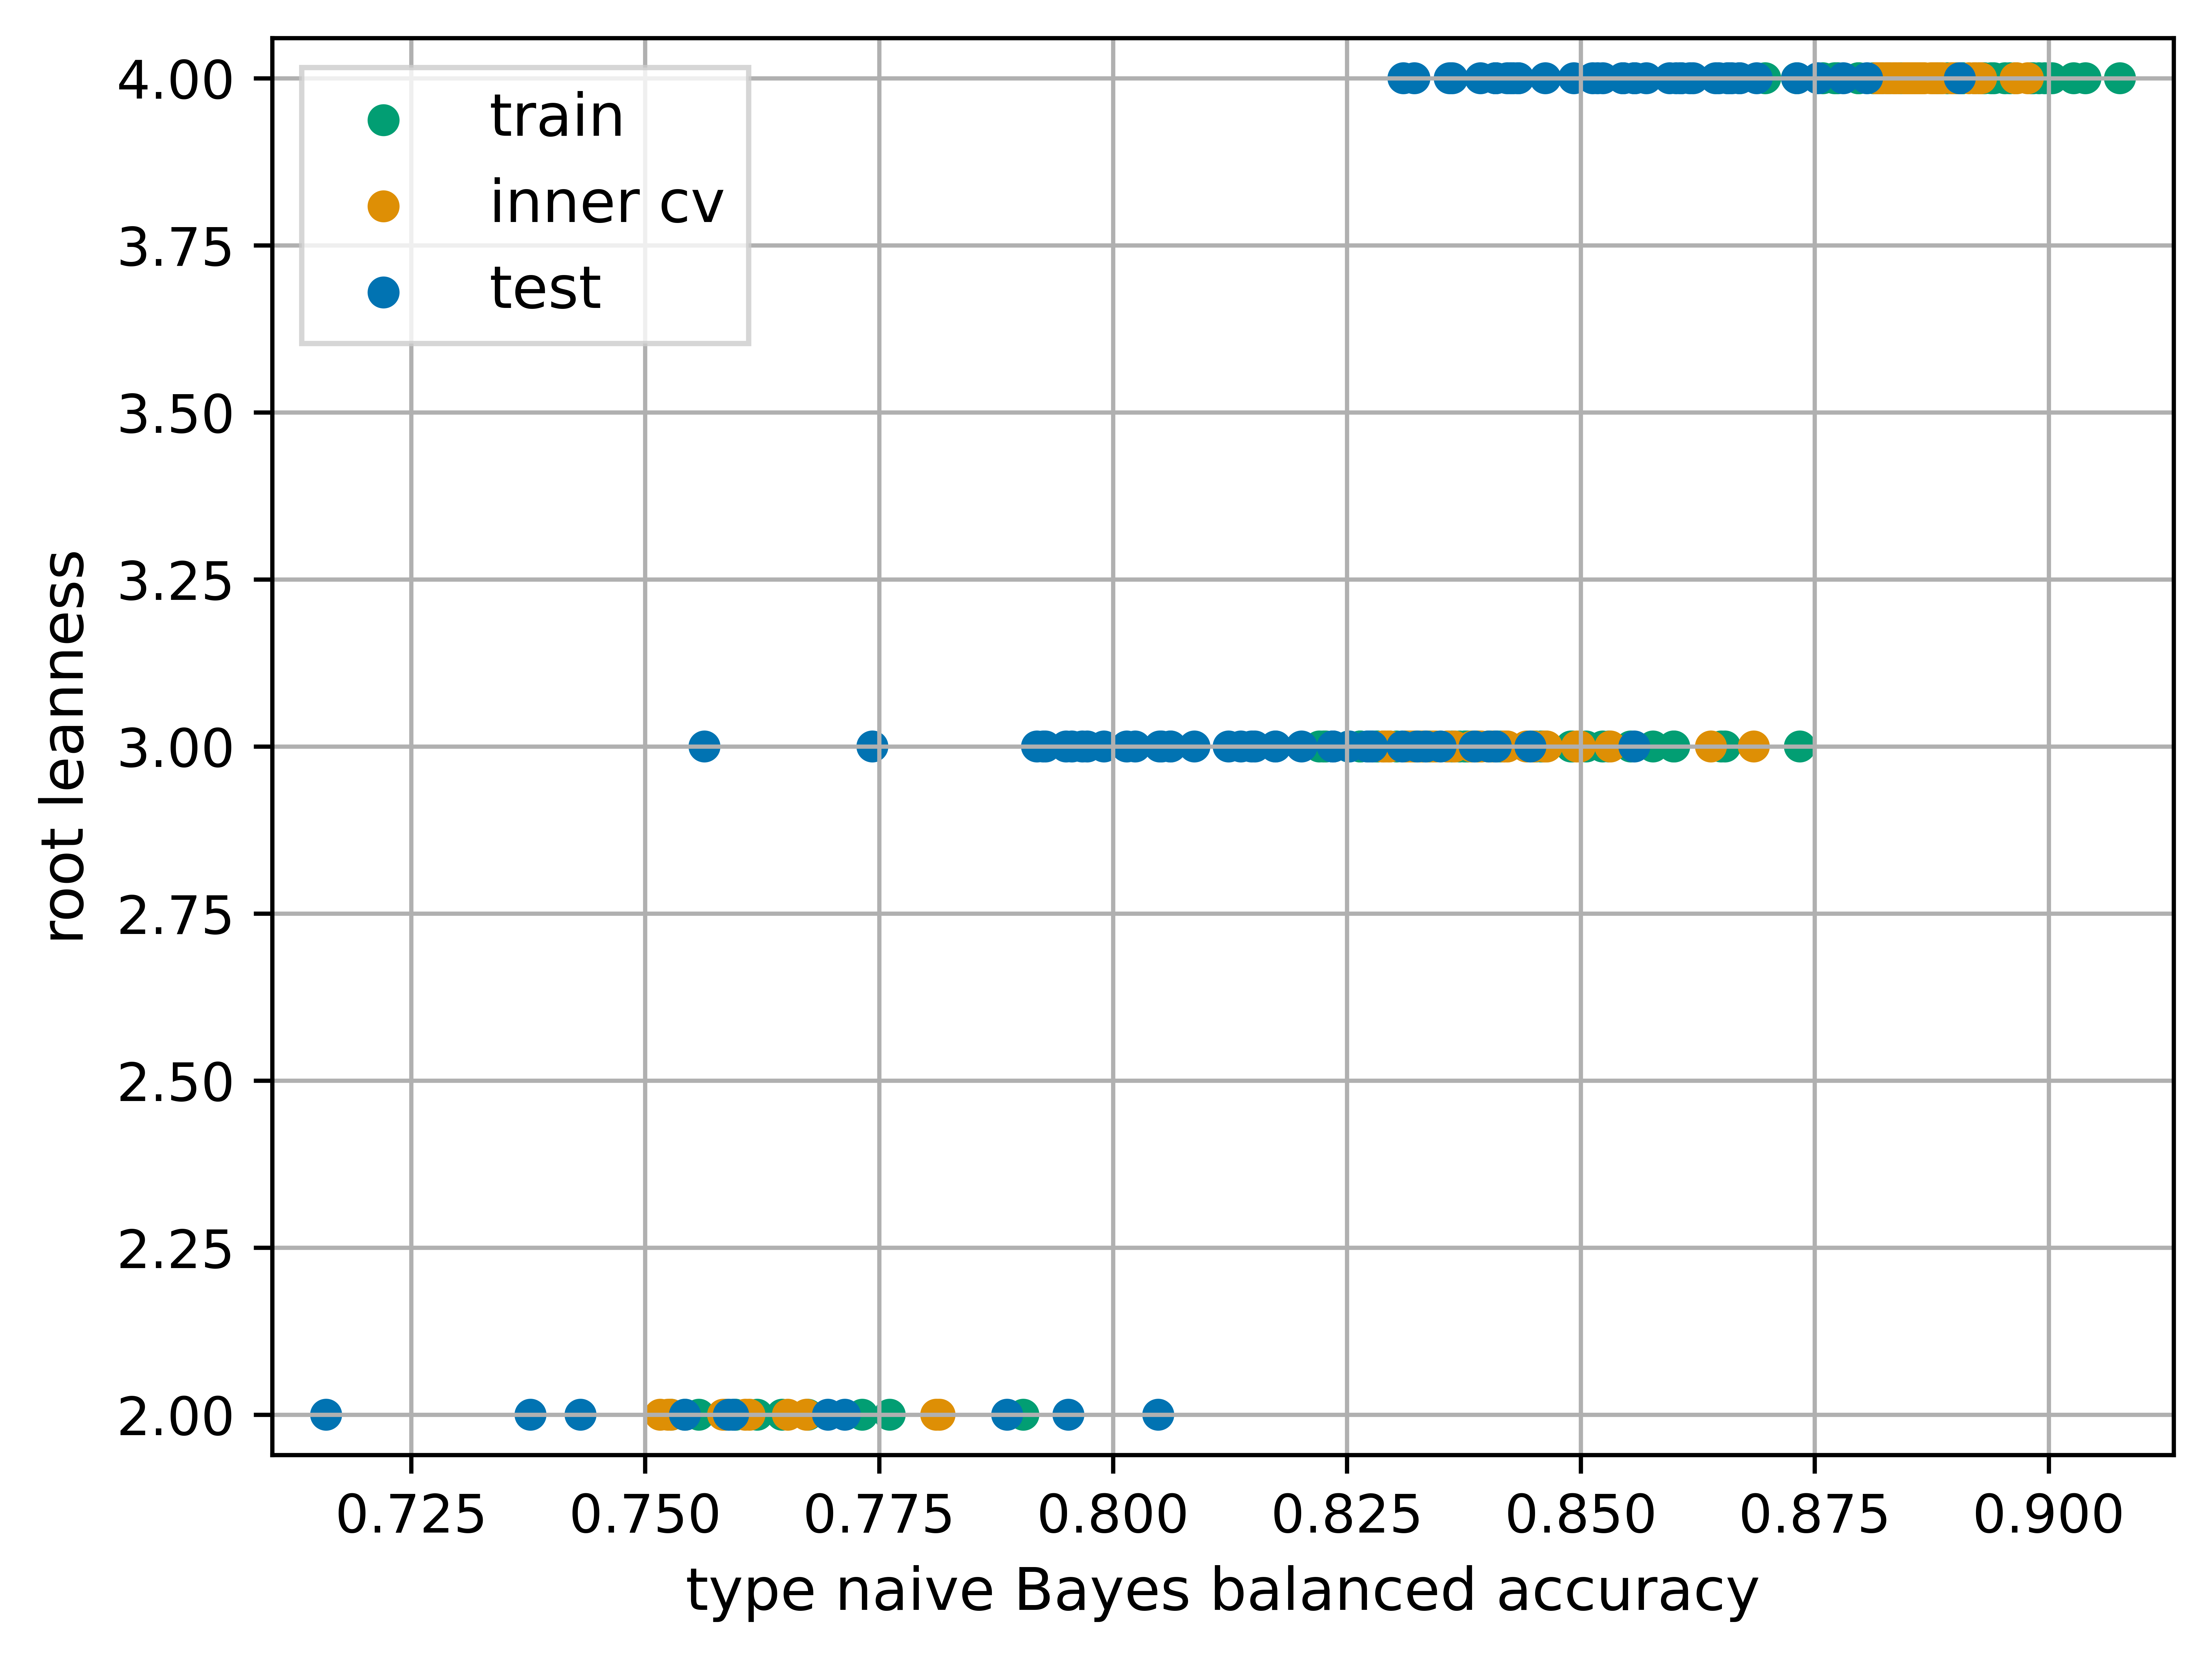 train
inner cv
test
4.00
3.75
3.50
3.25
3.00
2.75
2.50
2.25
2.00
root leanness
0.725 0.750 0.775 0.800 0.825 0.850 0.875 0.900
type naive Bayes balanced accuracy